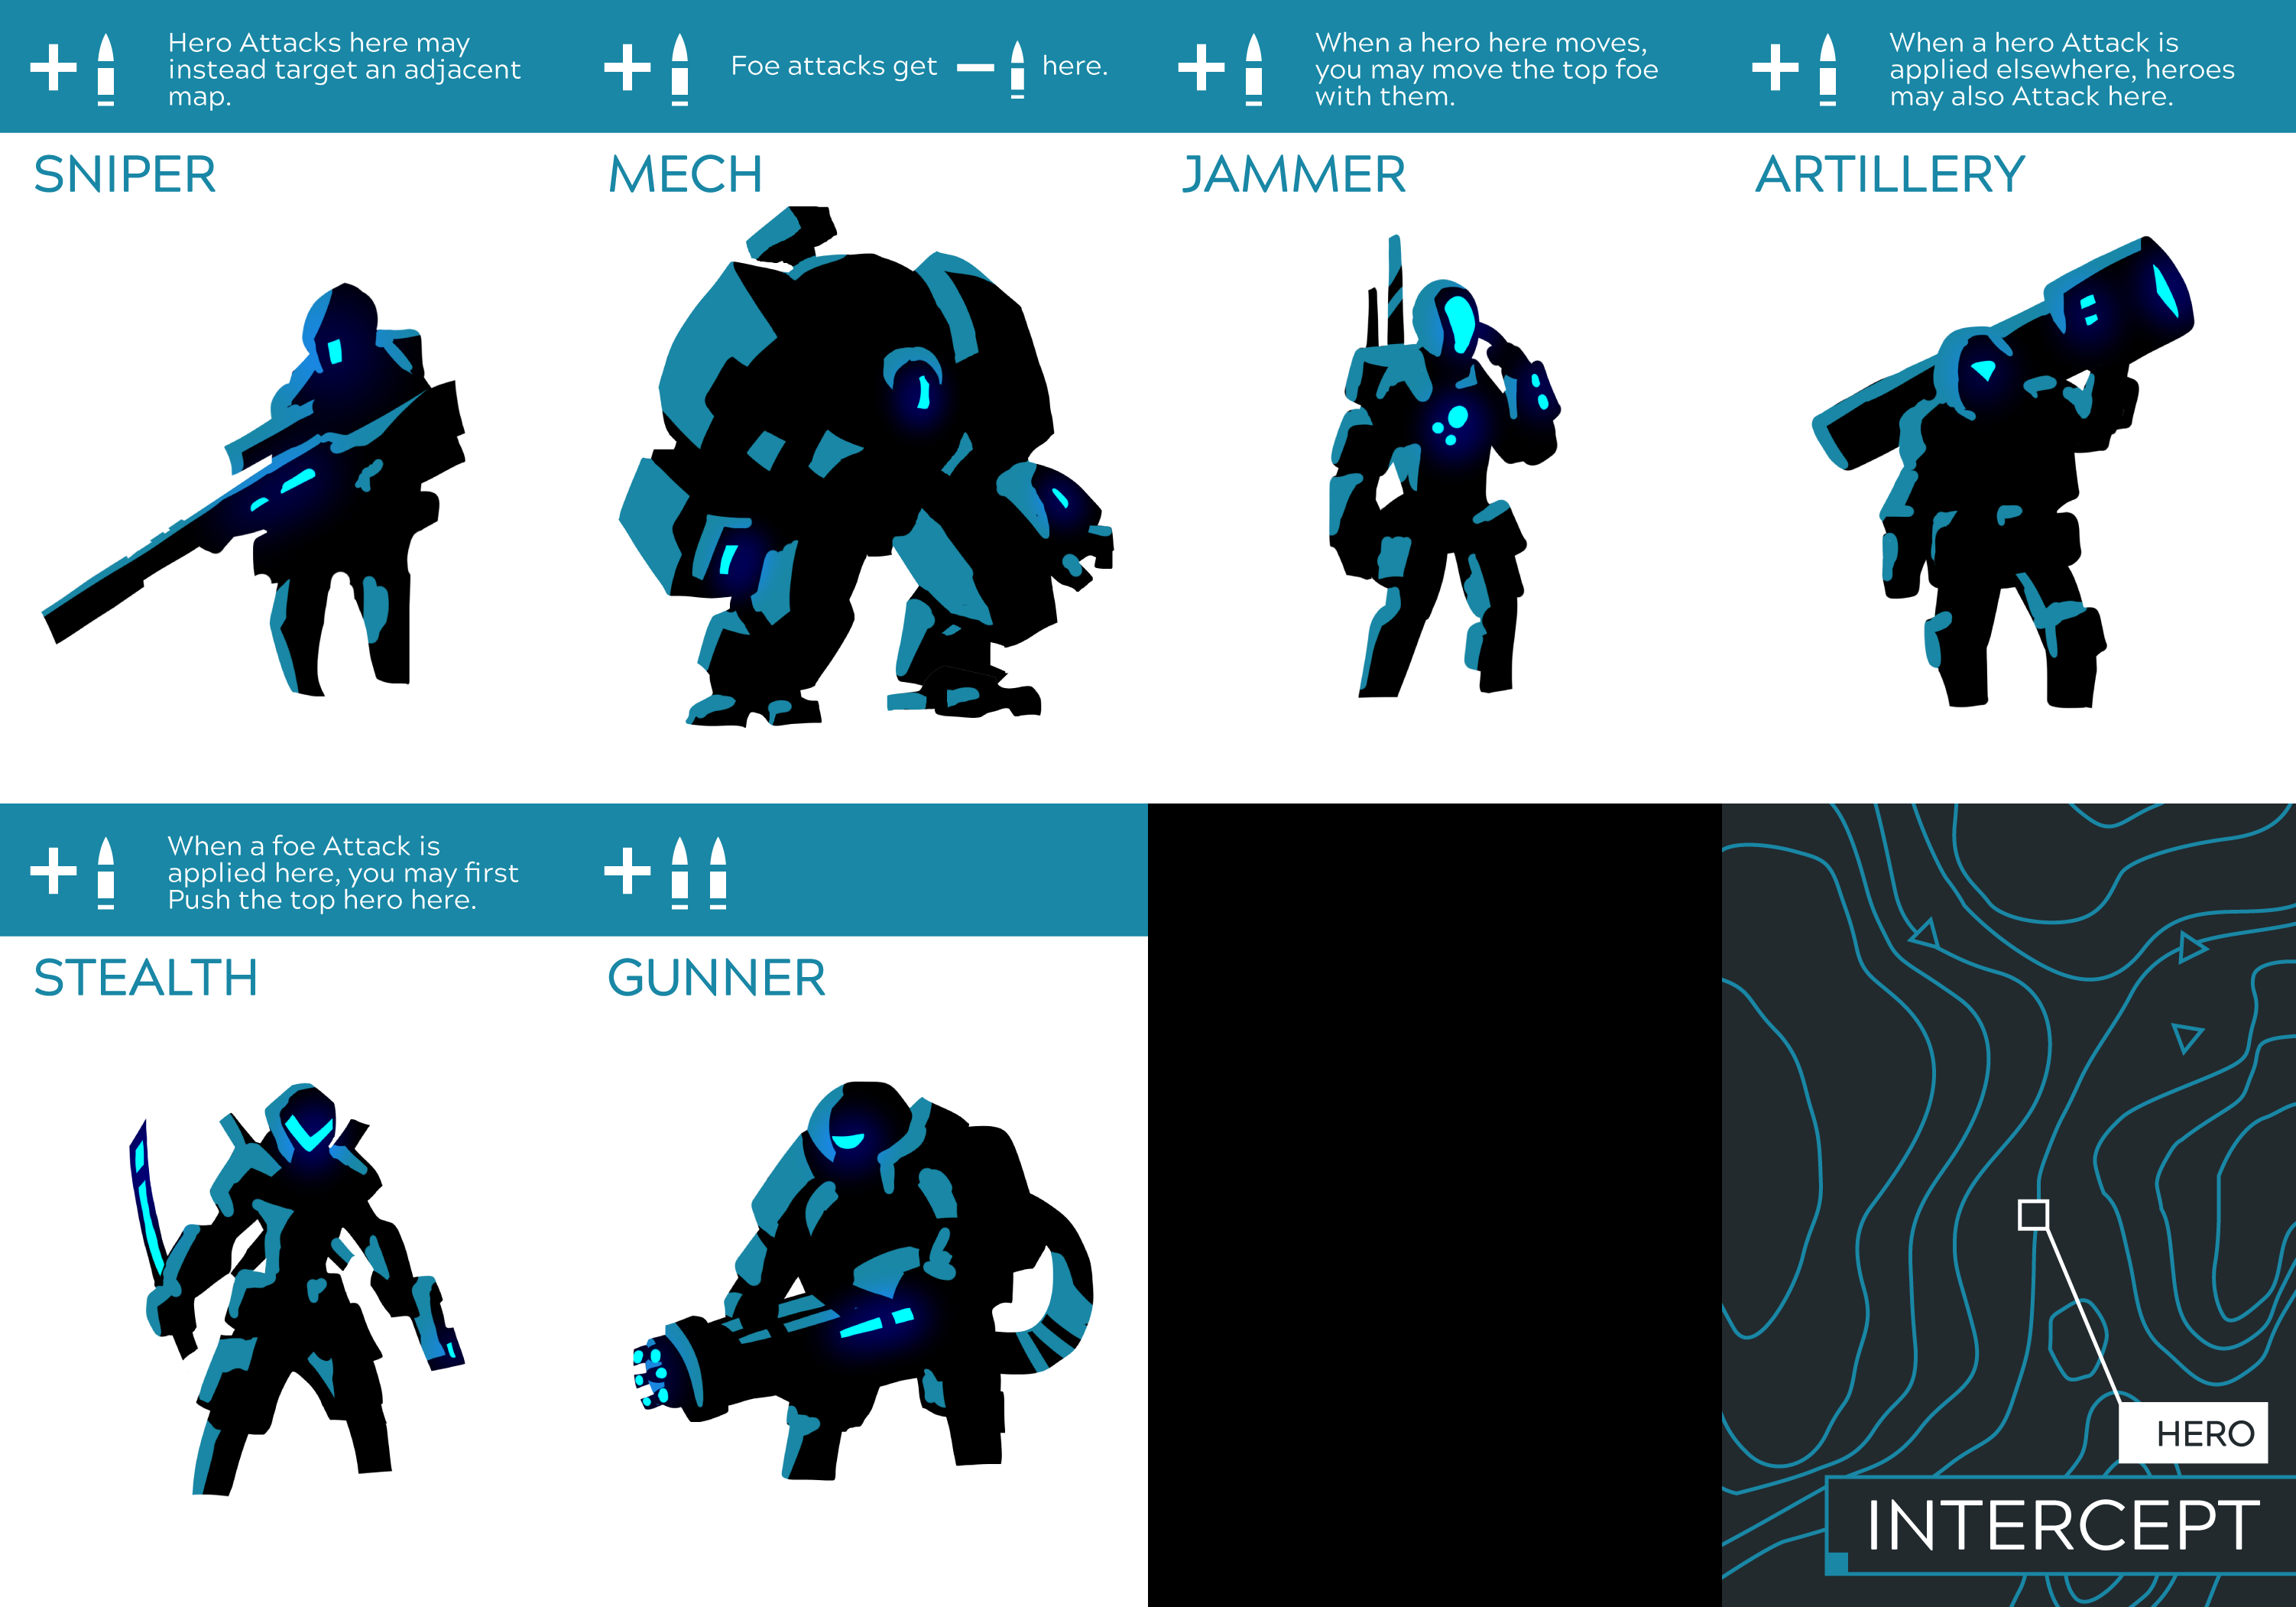 Hero Attacks here may
instead target an adjacent
map.
SNIPER
Foe attacks get here.
MECH
When a hero here moves,
you may move the top foe
with them.
JAMMER
When a hero Attack is
applied elsewhere, heroes
may also Attack here.
ARTILLERY
When a foe Attack is
applied here, you may first
Push the top hero here.
STEALTH
GUNNER
HERO
INTERCEPT